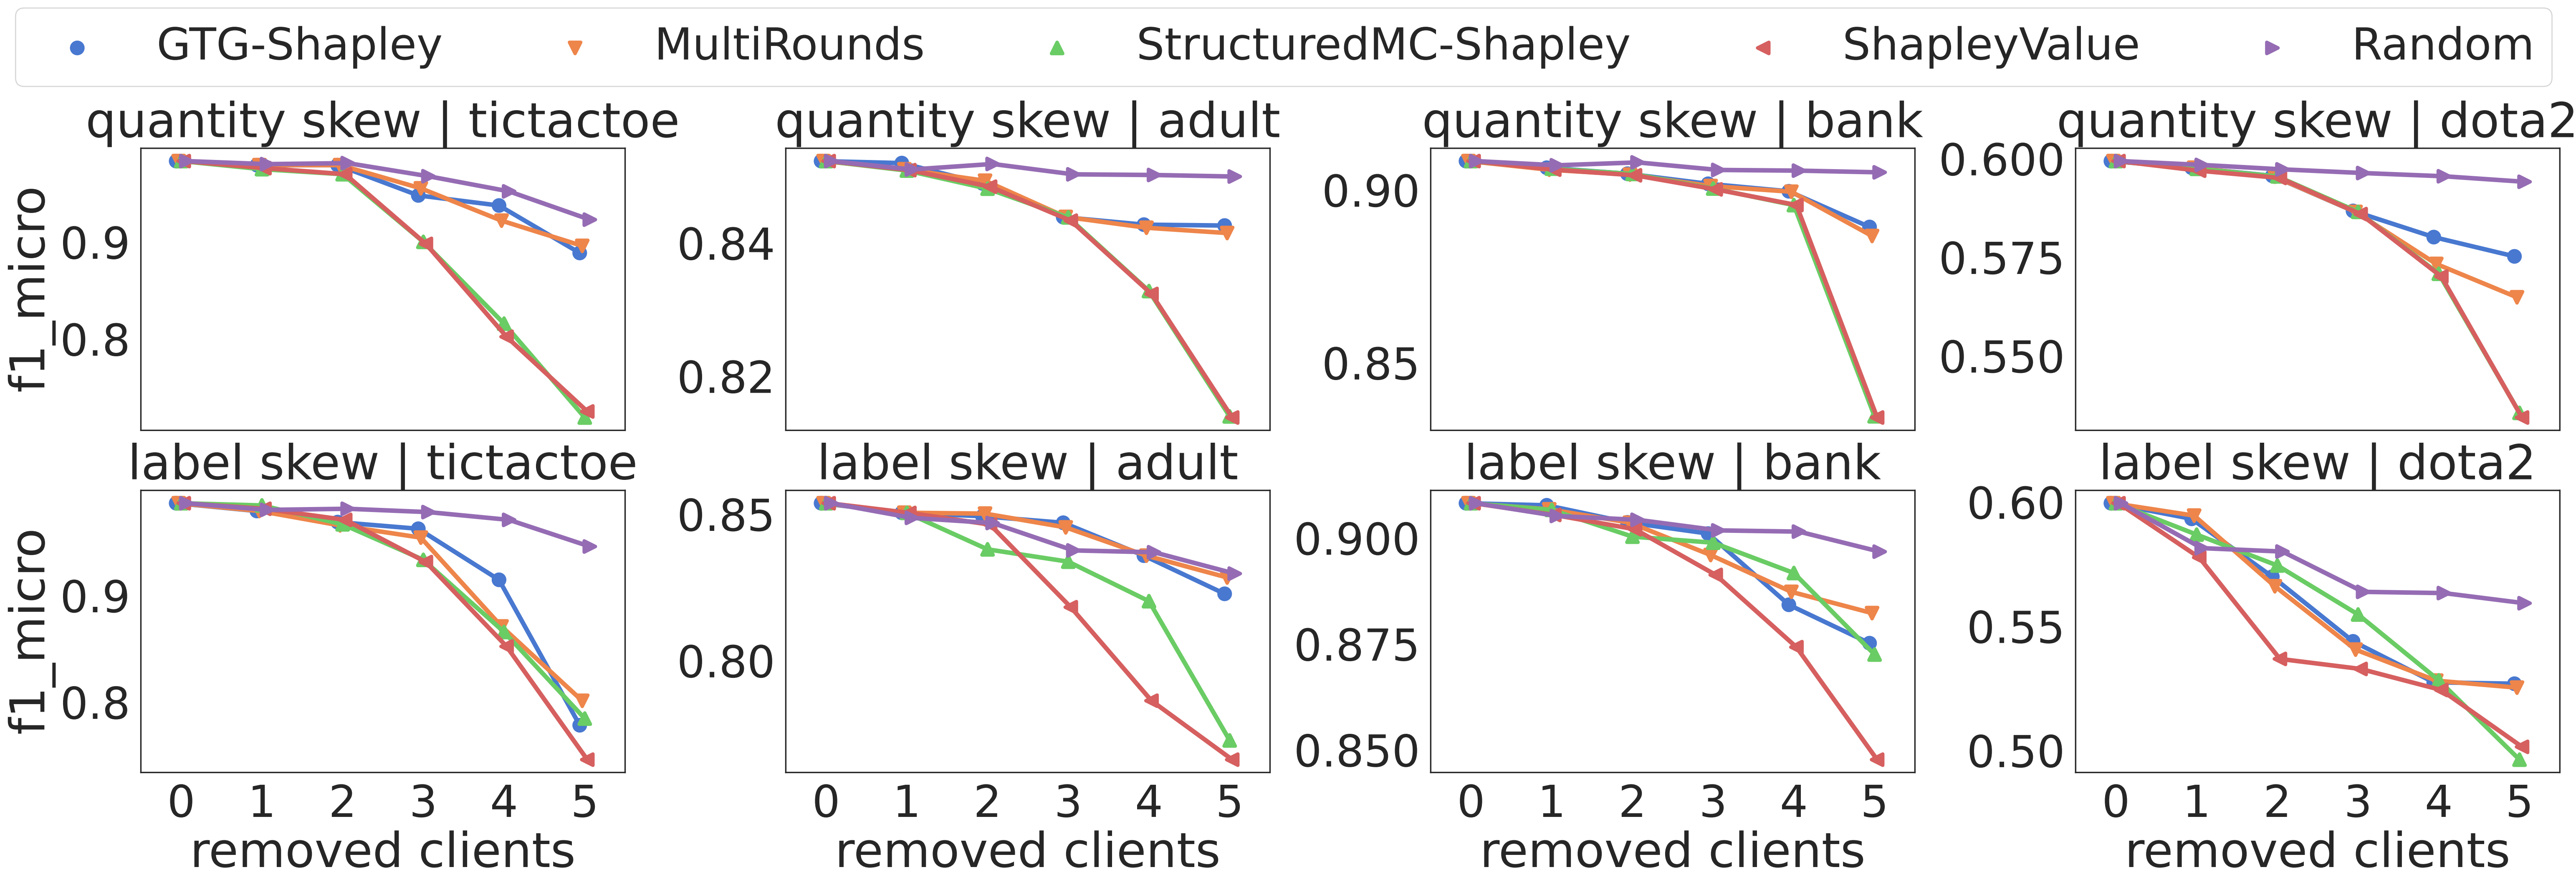 GTG-Shapley MultiRounds StructuredMC-Shapley ShapleyValue Random
quantity skew | tictactoe quantity skew | adult quantity skew | bank quantity skew | dota2
f1_micro
0.9
0.8
0.84
0.82
0.90
0.85
0.600
0.575
0.550
label skew | tictactoe label skew | adult label skew | bank label skew | dota2
f1_micro
0.9
0.8
0.85
0.80
0.900
0.875
0.850
0.60
0.55
0.50
0 1 2 3 4 5 0 1 2 3 4 5 0 1 2 3 4 5 0 1 2 3 4 5
removed clients removed clients removed clients removed clients